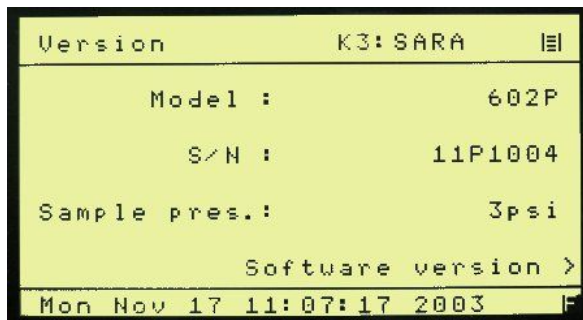 Version K3:SARA
Model : 602P
S/N : 11P1004
Sample pres.: 3psi
Software version >
Mon Nov 17 11:07:17 2003